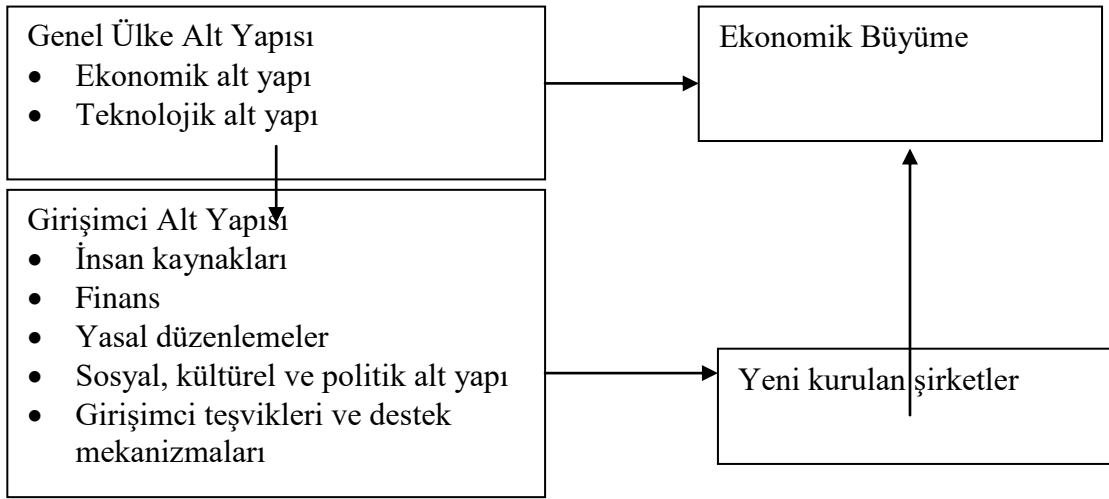 Genel Ülke Alt Yapısı
• Ekonomik alt yapı
• Teknolojik alt yapı
Ekonomik Büyüme
Girişimci Alt Yapısı
• İnsan kaynakları
• Finans
• Yasal düzenlemeler
• Sosyal, kültürel ve politik alt yapı
• Girişimci teşvikleri ve destek
mekanizmaları
Yeni kurulan şirketler